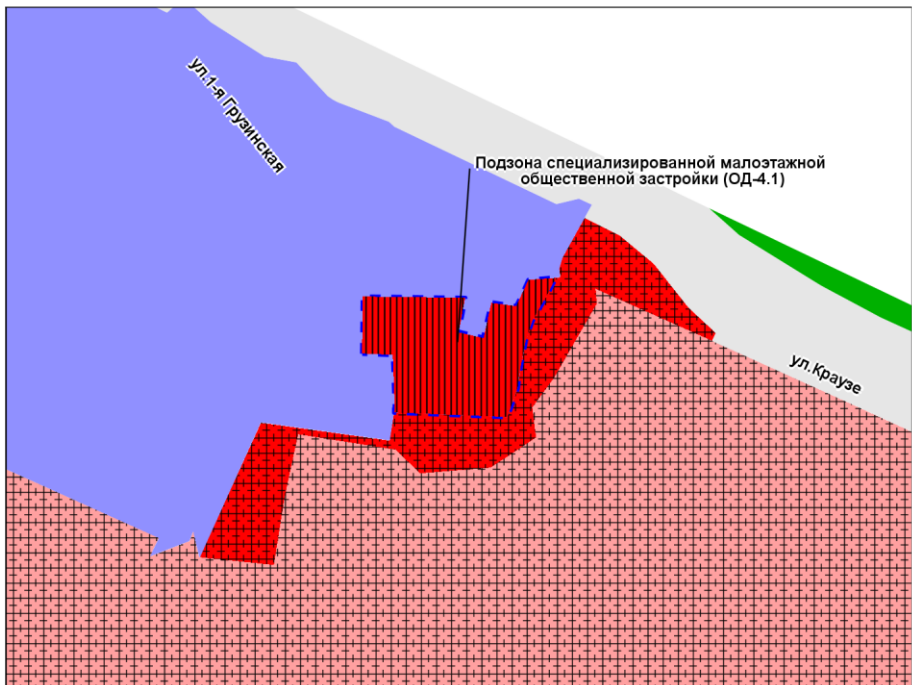 ул.1-я Грузинская
Подзона специализированной малоэтажной
общественной застройки (ОД-4.1)
ул.Краузе